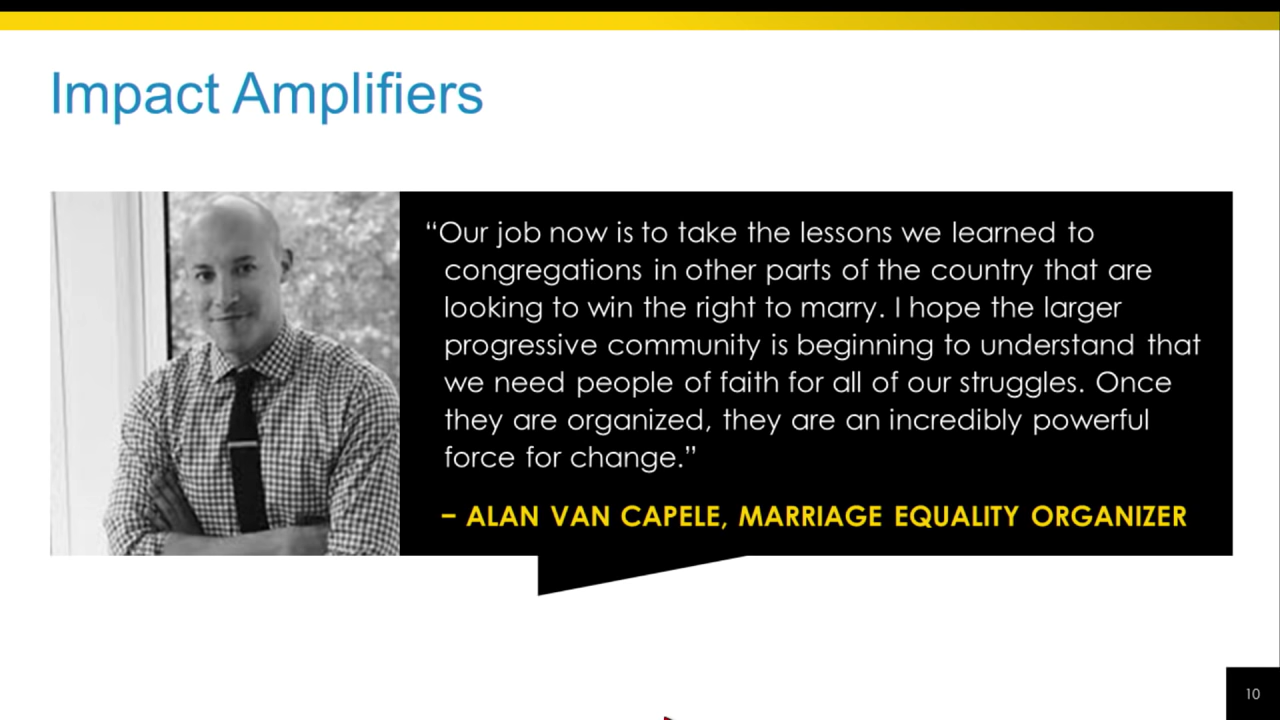 Impact Amplifiers
“Our job now is to take the lessons we learned to
congregations in other parts of the country that are
looking to win the right to marry. I hope the larger
progressive community is beginning to understand that
we need people of faith for all of our struggles. Once
they are organized, they are an incredibly powerful
force for change.”
– ALAN VAN CAPELE, MARRIAGE EQUALITY ORGANIZER
10